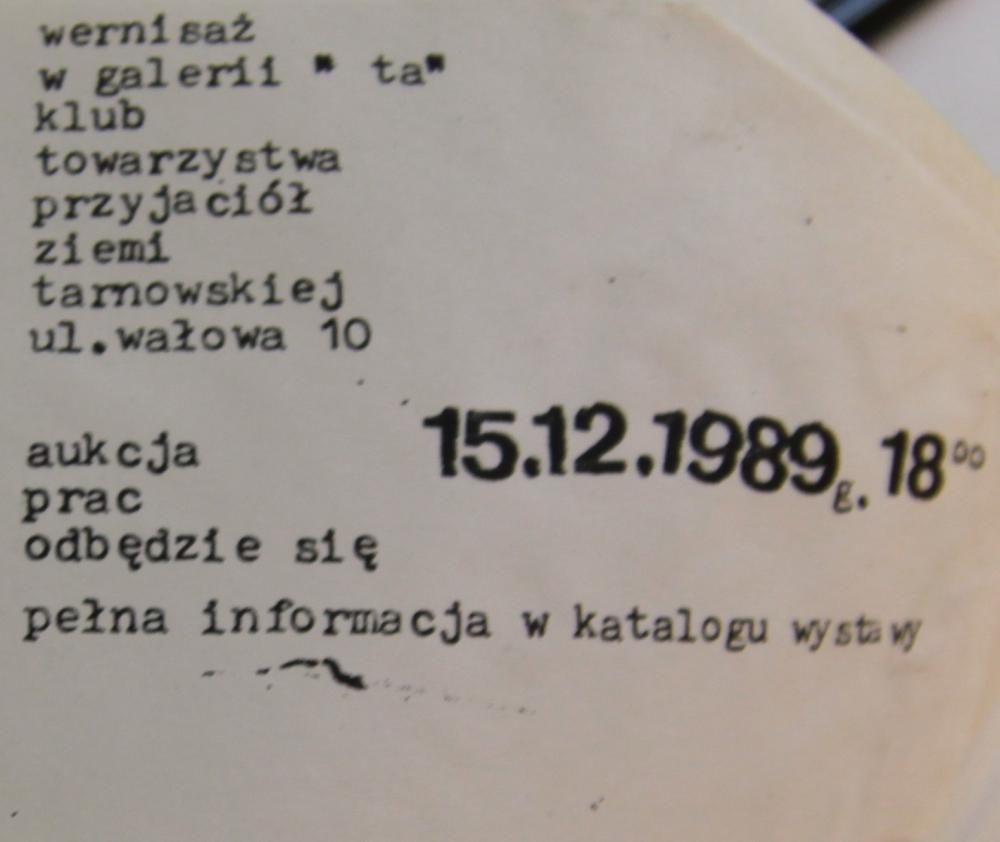 wernisaż
w galerii " ta"
klub
towarzystwa
przyjaciół
ziemi
tarnowskiej
ul.wałowa 10
aukcja
prac
odbędzie się
15.12.1989g. 18⁰⁰
pełna informacja w katalogu wystawy